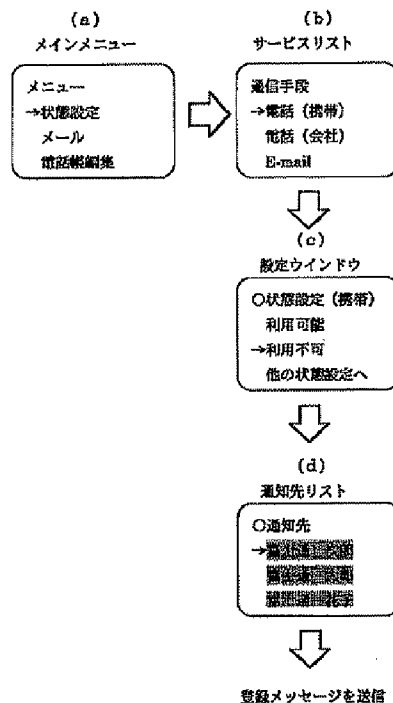 (a)
メインメニュー
メニュー
→状態設定
メール
電話帳編集
(b)
サービスリスト
通信手段
→電話(携帯)
電話(会社)
E-mail
(c)
設定ウインドウ
○状態設定(携帯)
利用可能
→利用不可
他の状態設定へ
(d)
通知先リスト
○通知先
→
登録メッセージを送信